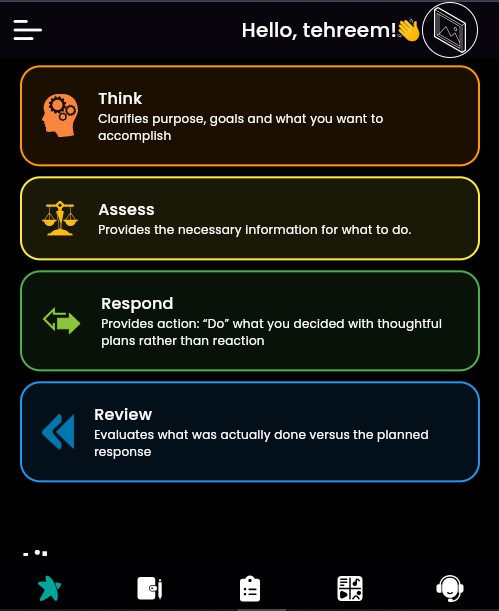 Hello, tehreem!👋
Think
Clarifies purpose, goals and what you want to
accomplish
Assess
Provides the necessary information for what to do.
Respond
Provides action: “Do” what you decided with thoughtful
plans rather than reaction
Review
Evaluates what was actually done versus the planned
response